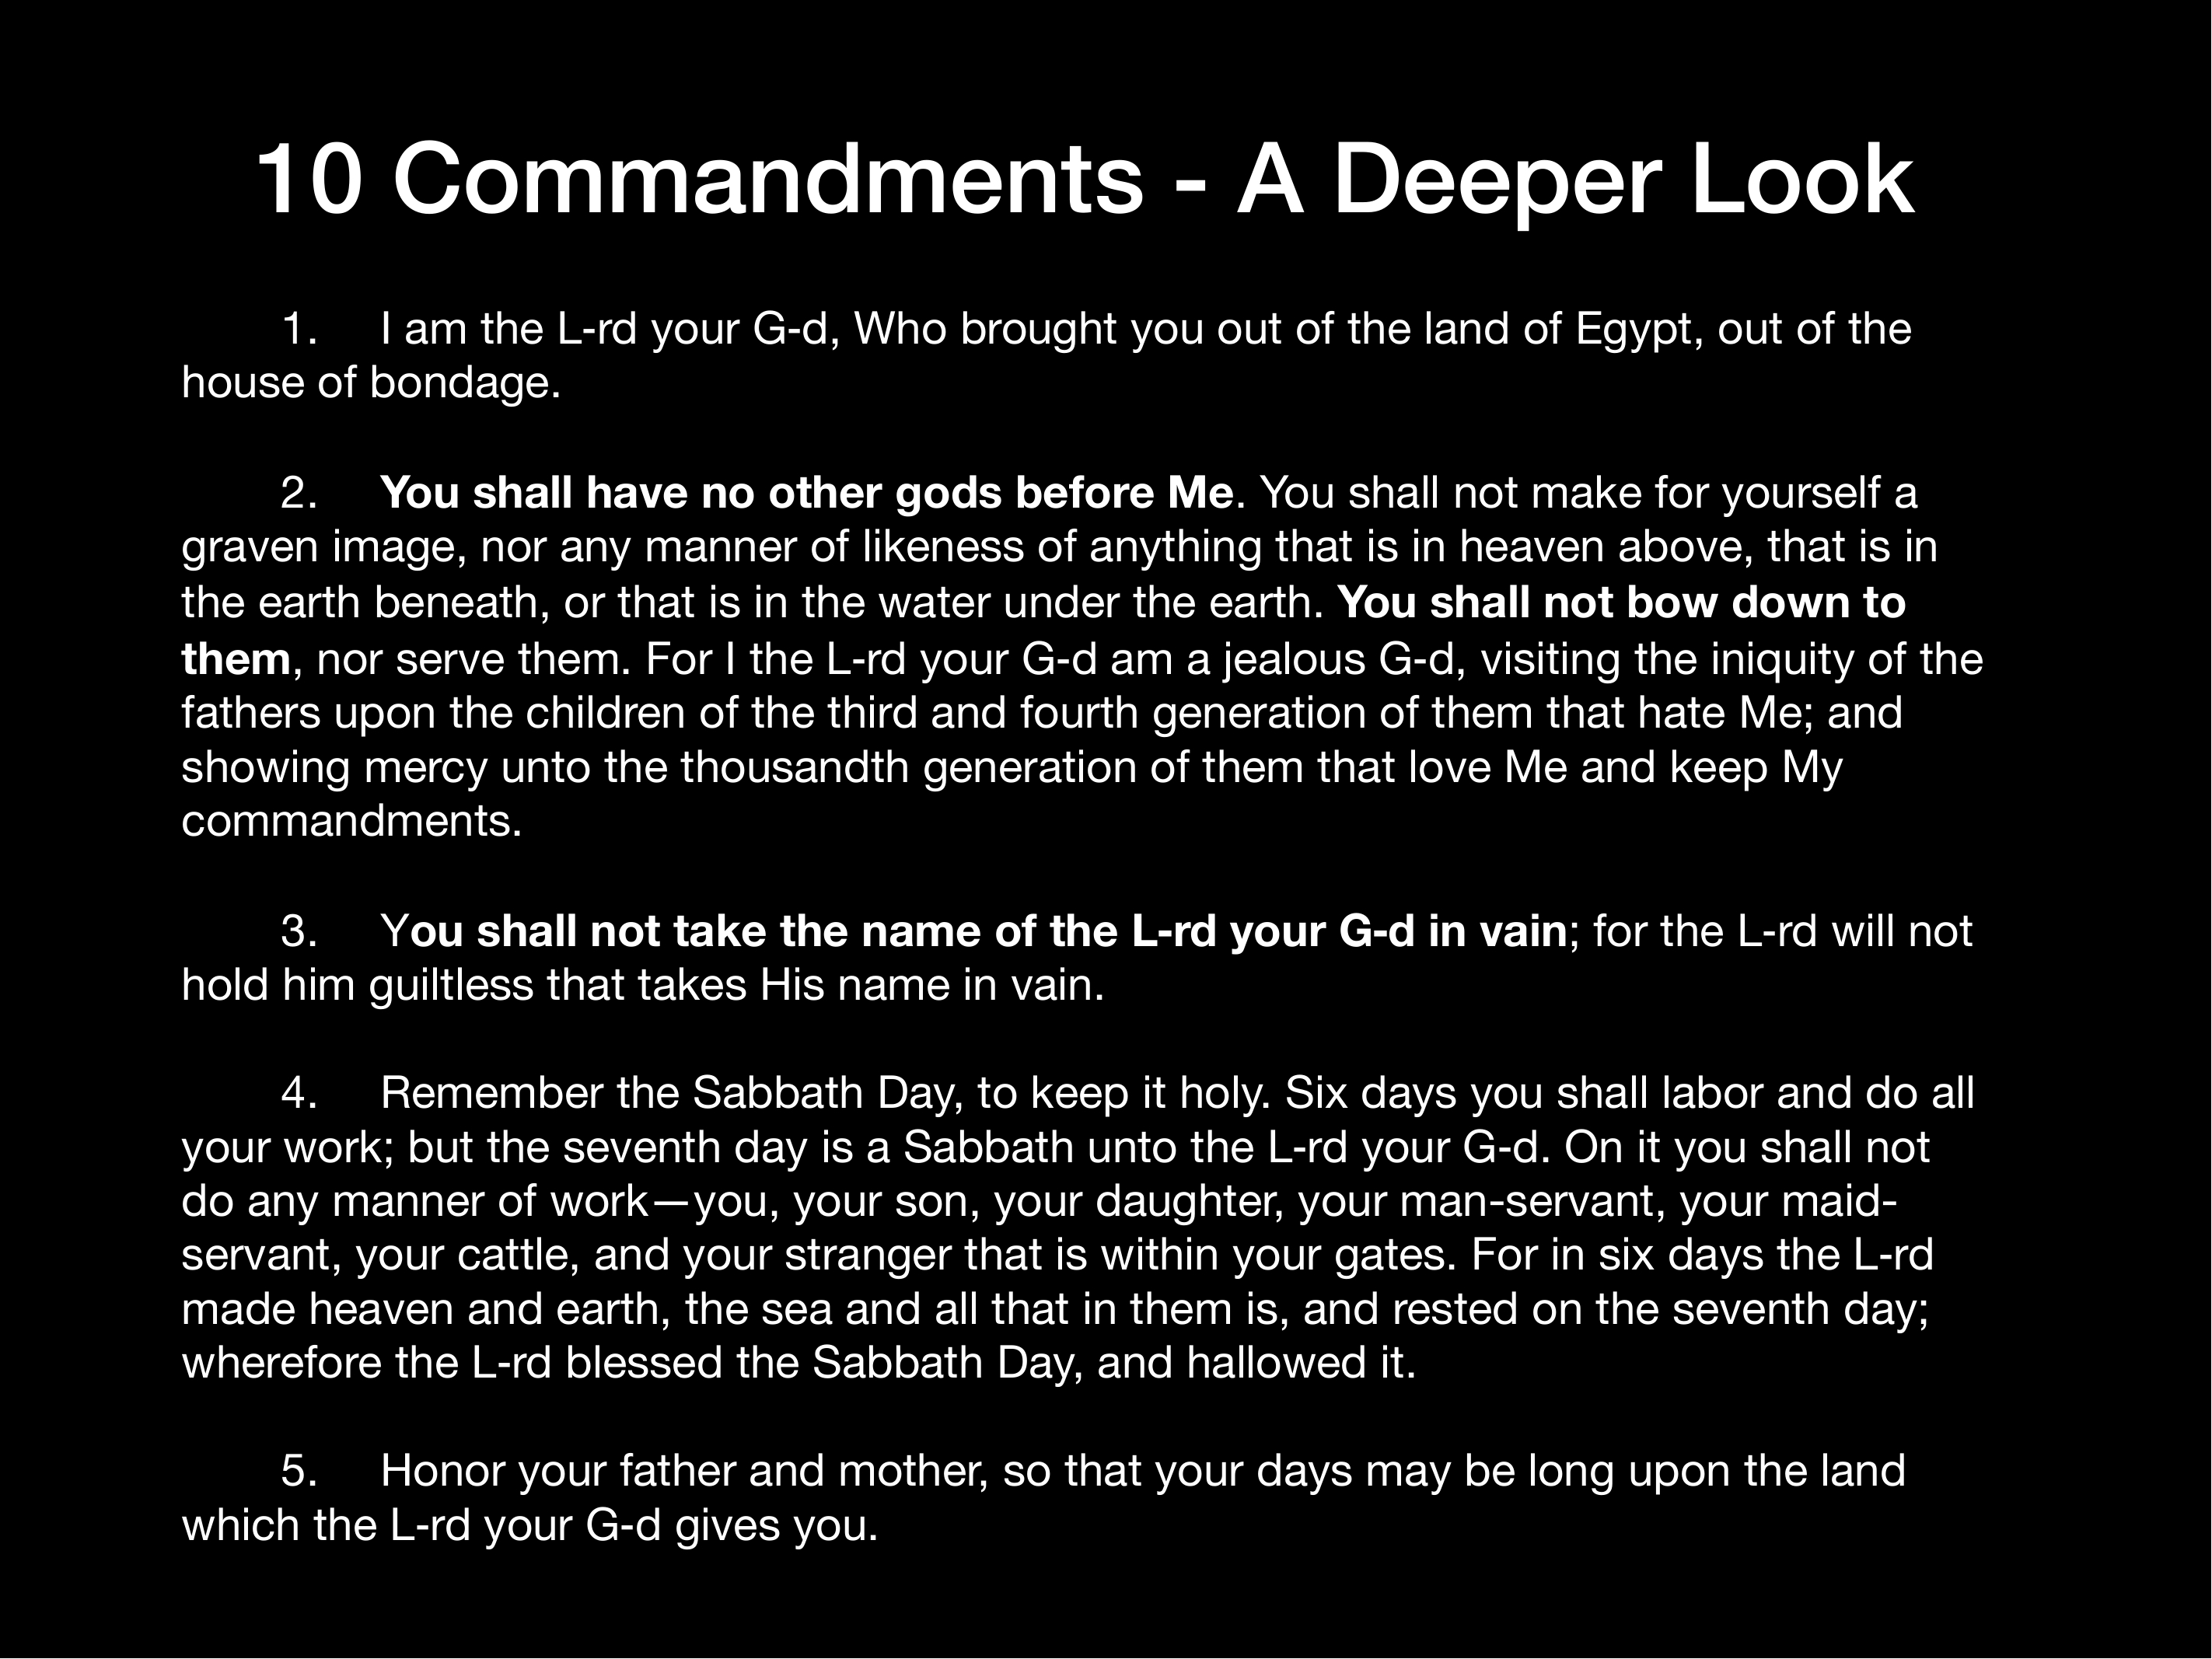 10 Commandments - A Deeper Look
1. I am the L-rd your G-d, Who brought you out of the land of Egypt, out of the
house of bondage.
2. You shall have no other gods before Me. You shall not make for yourself a
graven image, nor any manner of likeness of anything that is in heaven above, that is in
the earth beneath, or that is in the water under the earth. You shall not bow down to
them, nor serve them. For I the L-rd your G-d am a jealous G-d, visiting the iniquity of the
fathers upon the children of the third and fourth generation of them that hate Me; and
showing mercy unto the thousandth generation of them that love Me and keep My
commandments.
3. You shall not take the name of the L-rd your G-d in vain; for the L-rd will not
hold him guiltless that takes His name in vain.
4. Remember the Sabbath Day, to keep it holy. Six days you shall labor and do all
your work; but the seventh day is a Sabbath unto the L-rd your G-d. On it you shall not
do any manner of work—you, your son, your daughter, your man-servant, your maid-
servant, your cattle, and your stranger that is within your gates. For in six days the L-rd
made heaven and earth, the sea and all that in them is, and rested on the seventh day;
wherefore the L-rd blessed the Sabbath Day, and hallowed it.
5. Honor your father and mother, so that your days may be long upon the land
which the L-rd your G-d gives you.